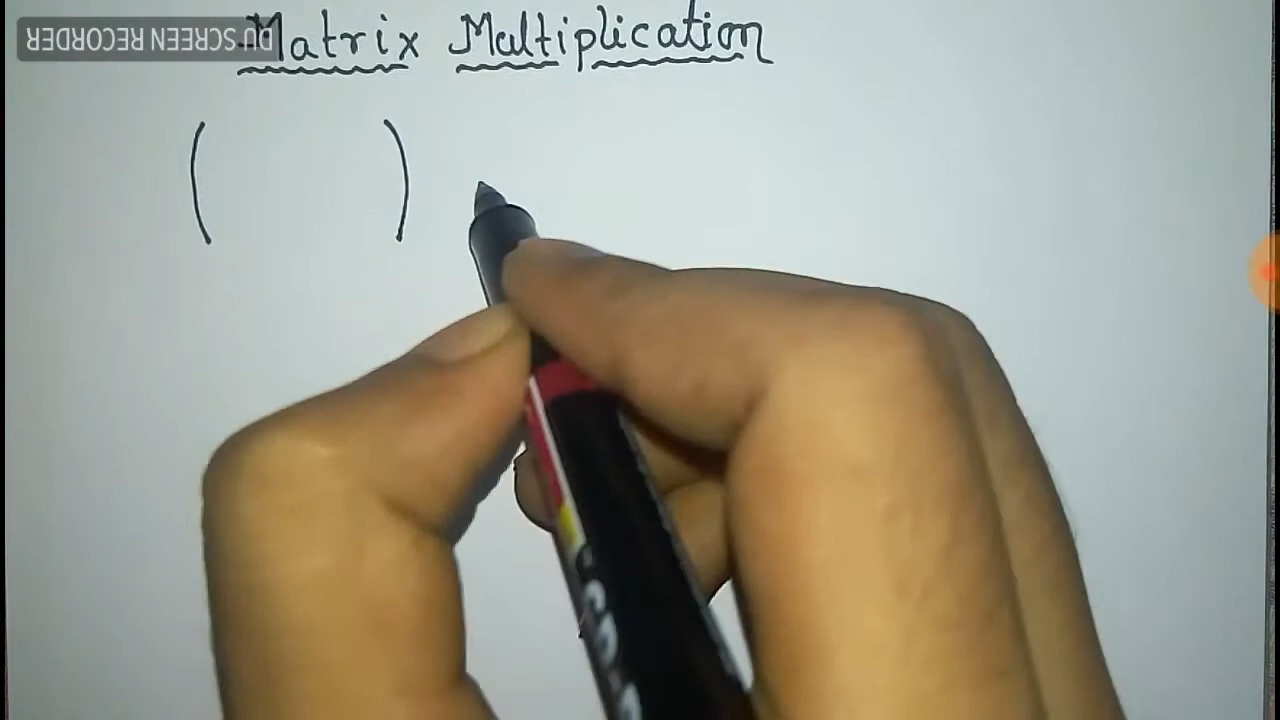 DU SCREEN RECORDER
Matrix Multiplication
( )